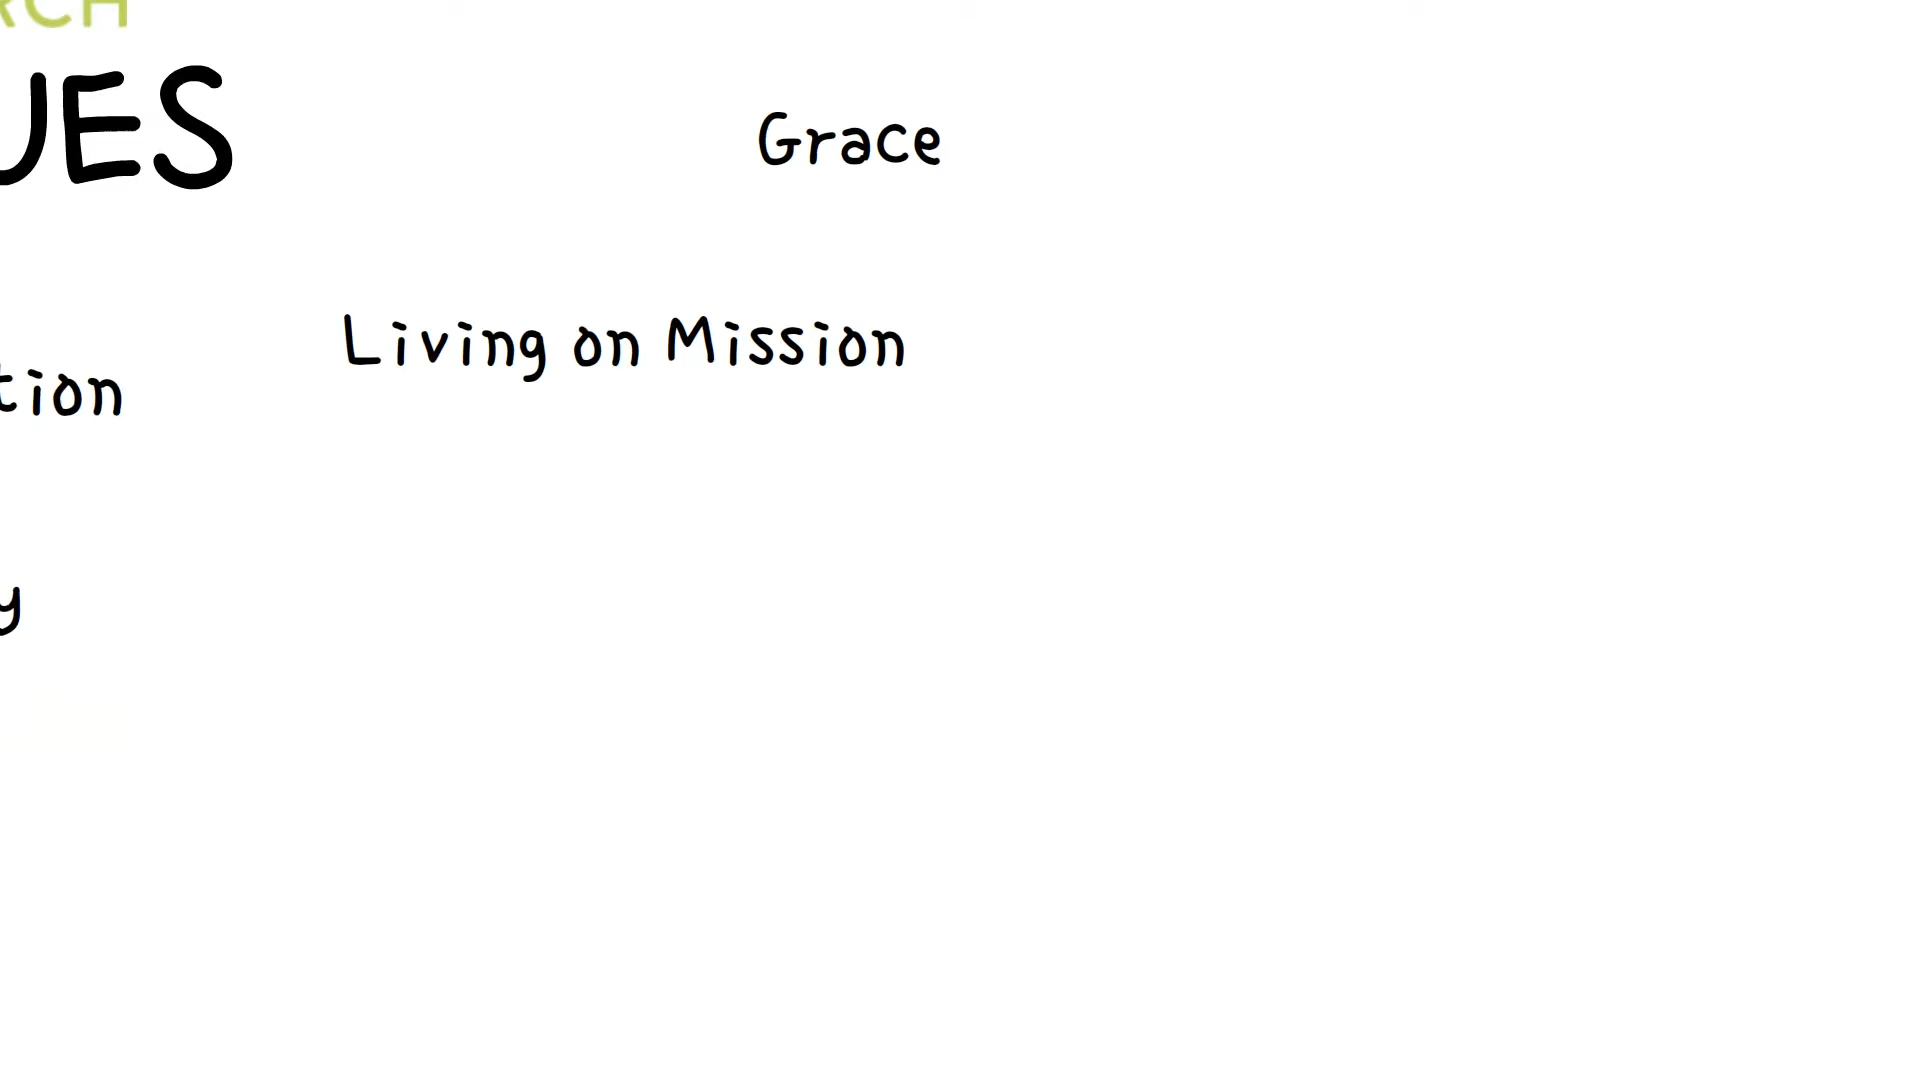 RCH
UES
Grace
Living on Mission
tion
y